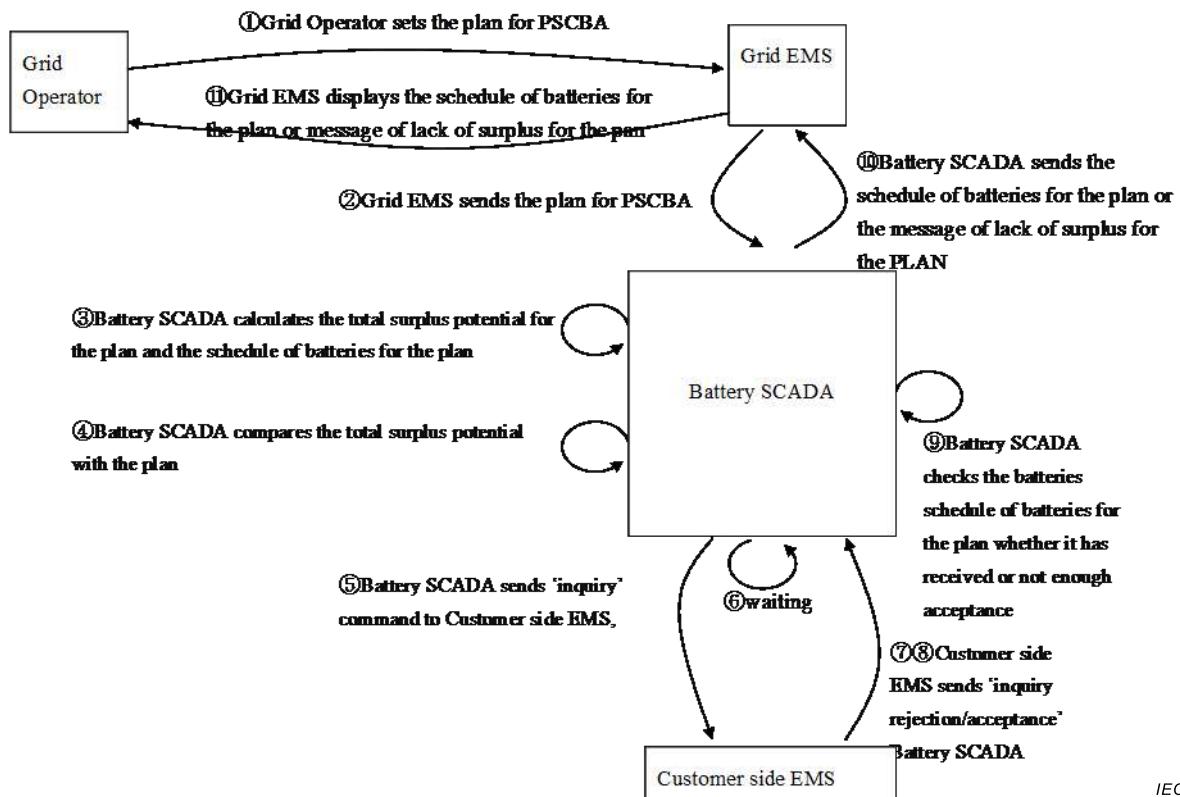 ①Grid Operator sets the plan for PSCBA
Grid
Operator
Grid EMS
⑪Grid EMS displays the schedule of batteries for
the plan or message of lack of surplus for the pan
②Grid EMS sends the plan for PSCBA
⑩Battery SCADA sends the
schedule of batteries for the plan or
the message of lack of surplus for
the PLAN
③Battery SCADA calculates the total surplus potential for
the plan and the schedule of batteries for the plan
Battery SCADA
④Battery SCADA compares the total surplus potential
with the plan
⑨Battery SCADA
checks the batteries
schedule of batteries for
the plan whether it has
received or not enough
acceptance
⑤Battery SCADA sends "inquiry"
command to Customer side EMS,
⑥waiting
⑦⑧Customer side
EMS sends "inquiry
rejection/acceptance"
Battery SCADA
Customer side EMS
IEC